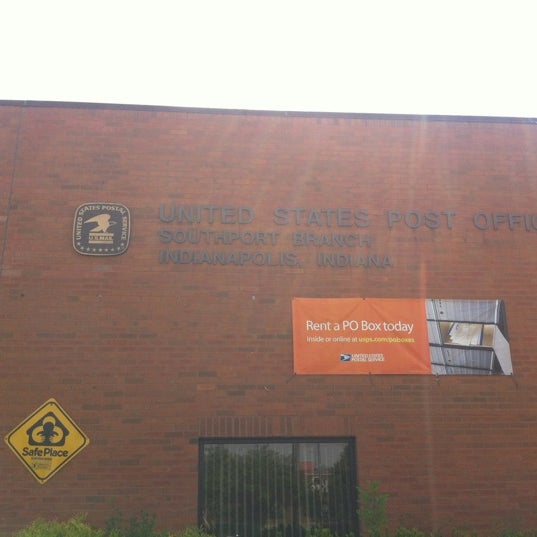 UNITED STATES POSTAL SERVICE
U.S. MAIL
UNITED STATES POST OFFIC
SOUTHPORT BRANCH
INDIANAPOLIS, INDIANA
Rent a PO Box today
Inside or online at usps.com/poboxes
UNITED STATES
POSTAL SERVICE
Safe Place